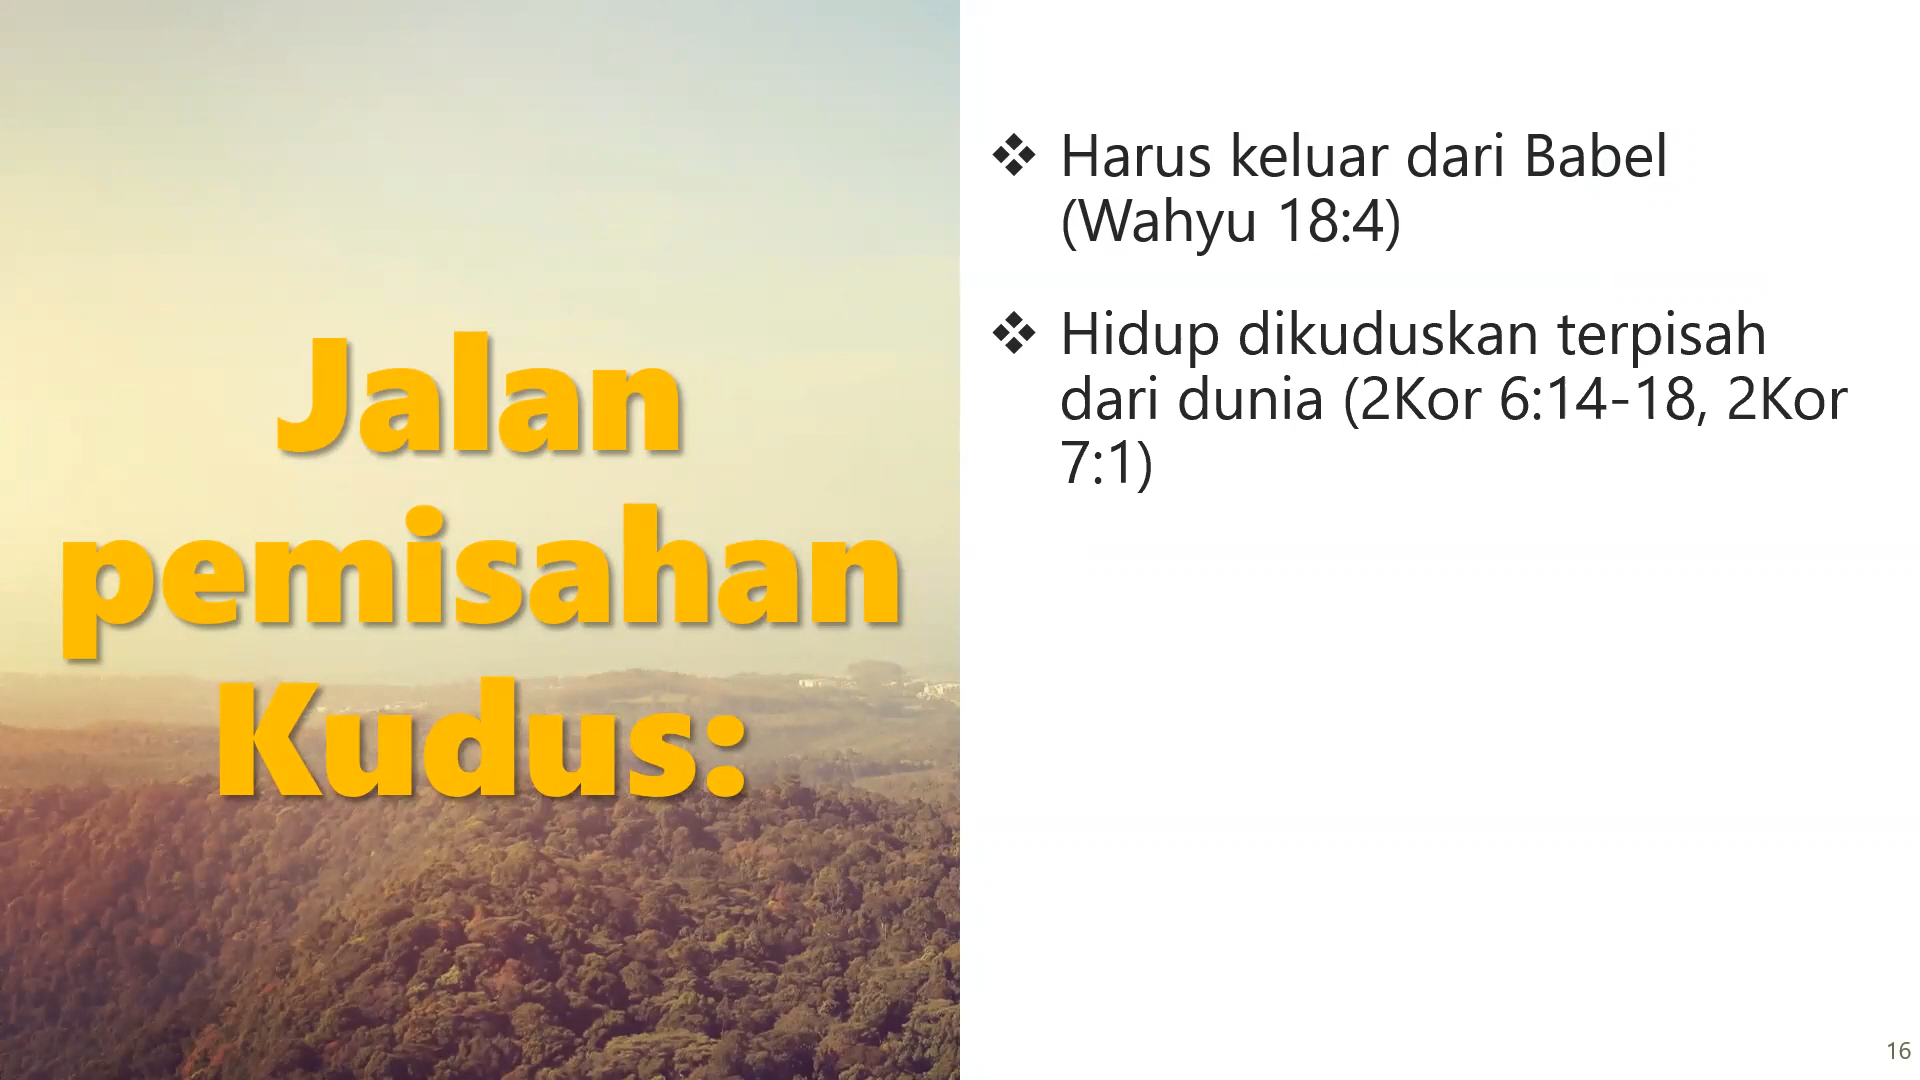 Jalan
pemisahan
Kudus:
❖ Harus keluar dari Babel
(Wahyu 18:4)
❖ Hidup dikuduskan terpisah
dari dunia (2Kor 6:14-18, 2Kor
7:1)
16